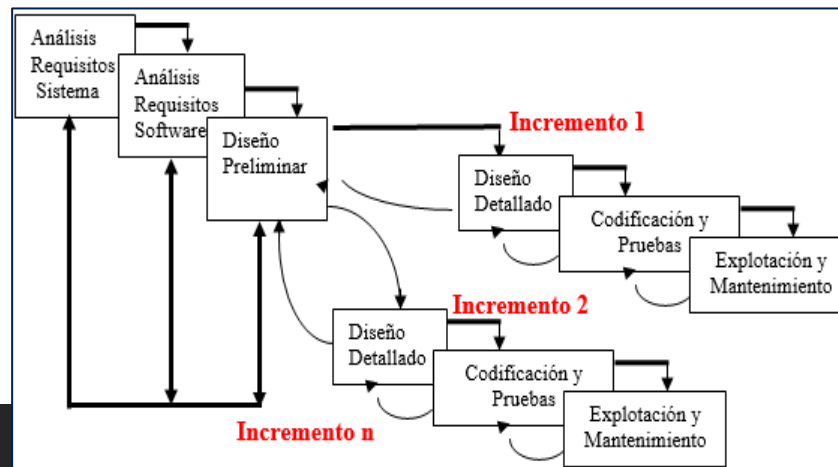 Análisis
Requisitos
Sistema
Análisis
Requisitos
Software
Diseño
Preliminar
Incremento 1
Diseño
Detallado
Codificación y
Pruebas
Explotación y
Mantenimiento
Incremento 2
Diseño
Detallado
Codificación y
Pruebas
Explotación y
Mantenimiento
Incremento n